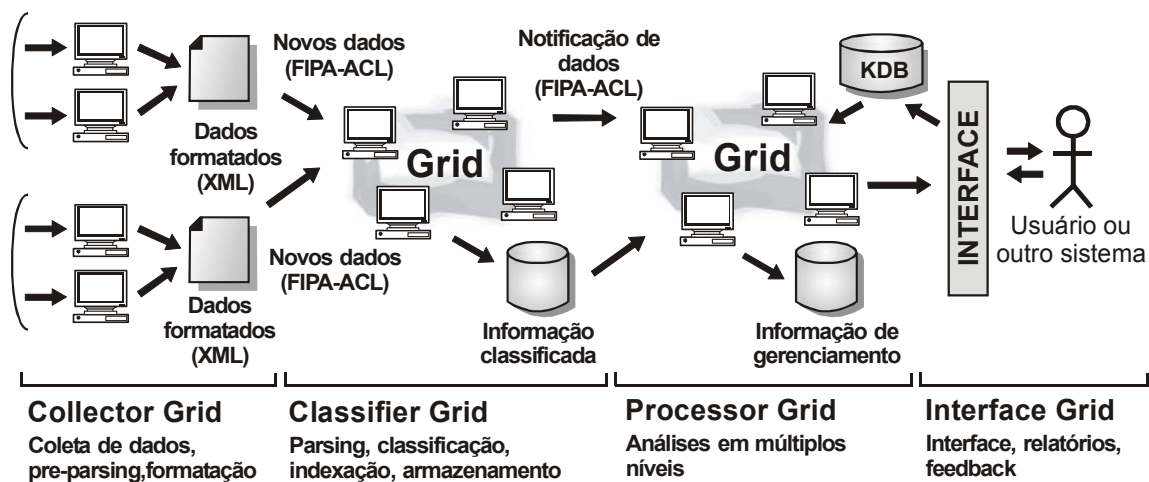 Novos dados
(FIPA-ACL)
Dados
formatados
(XML)
Novos dados
(FIPA-ACL)
Dados
formatados
(XML)
Grid
Informação
classificada
Notificação de
dados
(FIPA-ACL)
Grid
KDB
Informação de
gerenciamento
INTERFACE
Usuário ou
outro sistema
Collector Grid
Coleta de dados,
pre-parsing,formatação
Classifier Grid
Parsing, classificação,
indexação, armazenamento
Processor Grid
Análises em múltiplos
níveis
Interface Grid
Interface, relatórios,
feedback